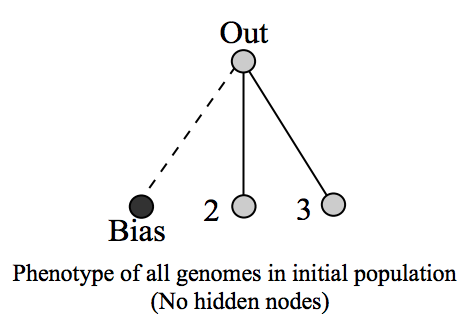 Out
2
3
Bias
Phenotype of all genomes in initial population
(No hidden nodes)